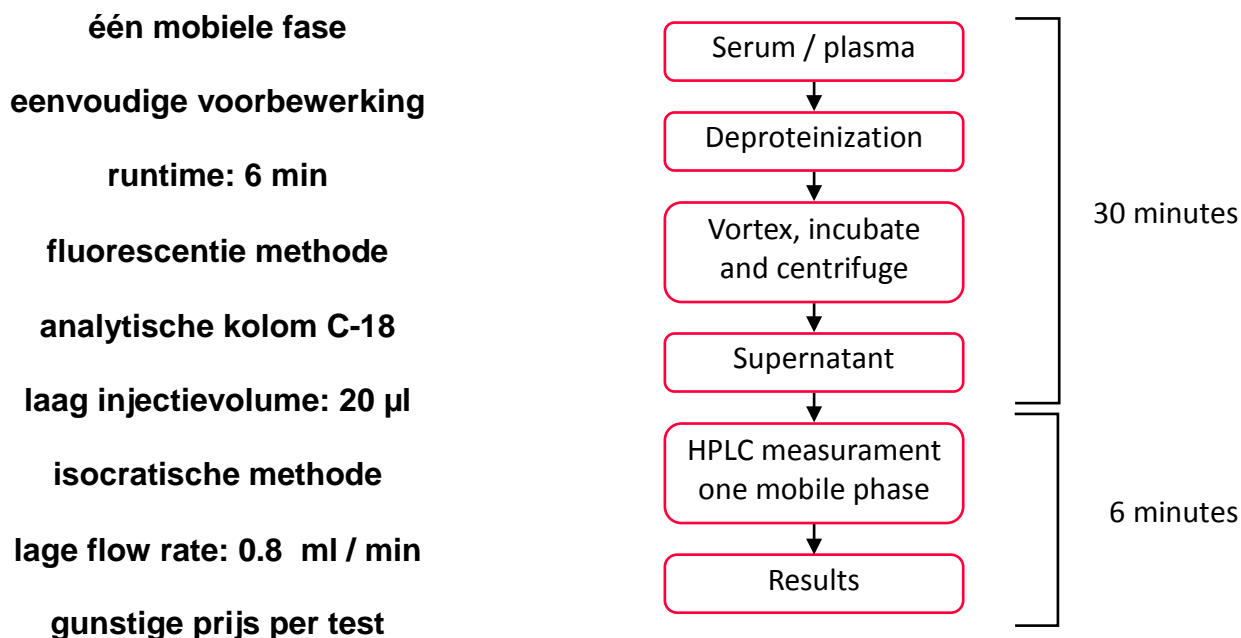 één mobiele fase
eenvoudige voorbewerking
runtime: 6 min
fluorescentie methode
analytische kolom C-18
laag injectievolume: 20 µl
isocratische methode
lage flow rate: 0.8 ml / min
gunstige prijs per test
Serum / plasma
Deproteinization
Vortex, incubate
and centrifuge
Supernatant
HPLC measurament
one mobile phase
Results
30 minutes
6 minutes